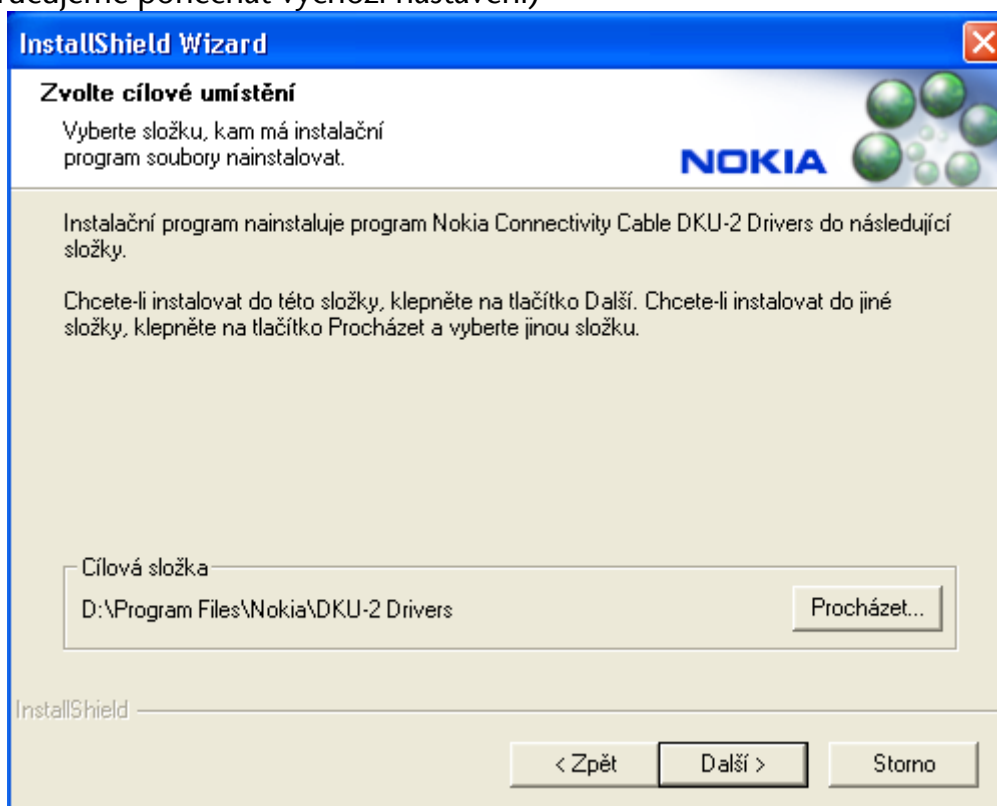 ponechat výchozí nastavení)
InstallShield Wizard
Zvolte cílové umístění
Vyberte složku, kam má instalační
program soubory nainstalovat.
NOKIA
Instalační program nainstaluje program Nokia Connectivity Cable DKU-2 Drivers do následující
složky.
Chcete-li instalovat do této složky, klepněte na tlačítko Další. Chcete-li instalovat do jiné
složky, klepněte na tlačítko Procházet a vyberte jinou složku.
Cílová složka
D:\Program Files\Nokia\DKU-2 Drivers
Procházet...
InstallShield
< Zpět
Další >
Storno